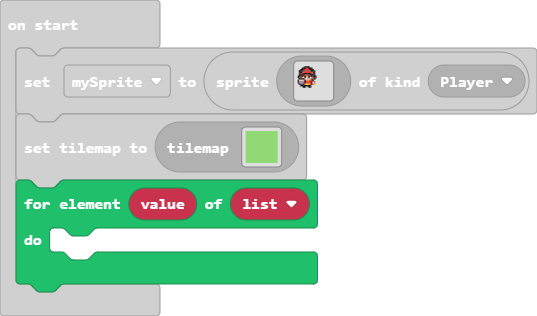 on start
set mySprite to sprite of kind Player
set tilemap to tilemap
for element value of list
do